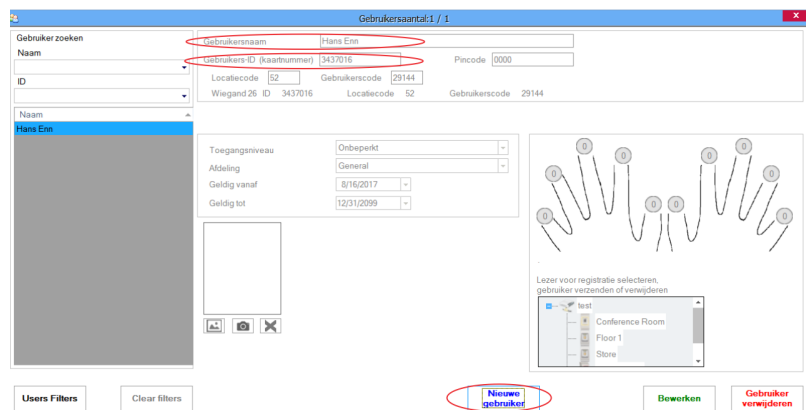 Gebruikersaantal:1 / 1
x
Gebruiker zoeken
Naam
ID
Naam
Hans Enn
Gebruikersnaam Hans Enn
Gebruikers-ID (kaartnummer) 3437016 Pincode 0000
Locatiecode 52 Gebruikerscode 29144
Wiegand 26 ID 3437016 Locatiecode 52 Gebruikerscode 29144
Toegangsniveau Onbeperkt
Afdeling General
Geldig vanaf 8/16/2017
Geldig tot 12/31/2099
0 0 0 0 0 0 0 0 0 0
Lezer voor registratie selecteren,
gebruiker verzenden of verwijderen
test
Conference Room
Floor 1
Store
Users Filters
Clear filters
Nieuwe
gebruiker
Bewerken
Gebruiker
verwijderen